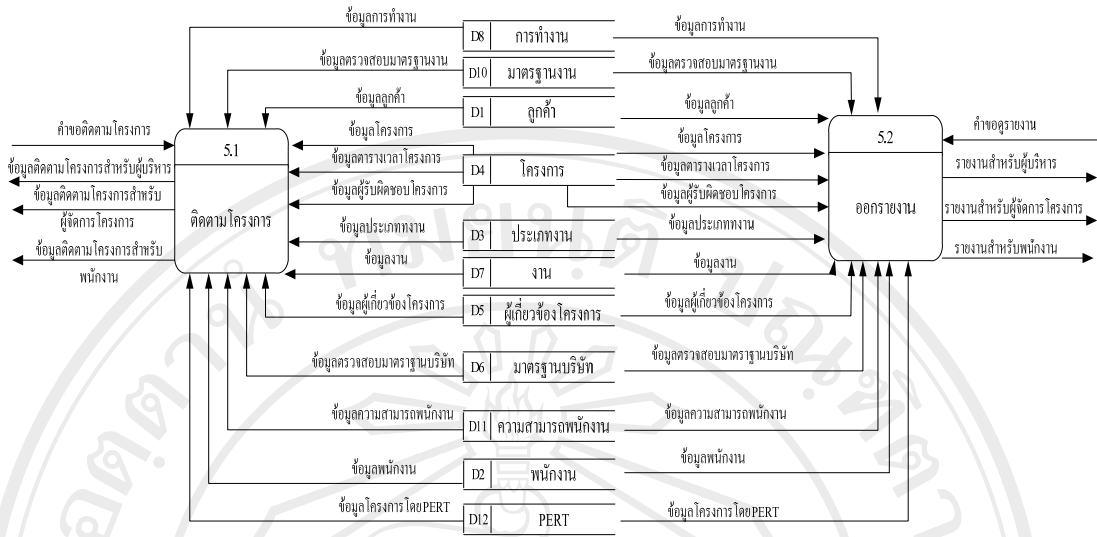 ข้อมูลการทำงาน
D8 การทำงาน
ข้อมูลการทำงาน
ข้อมูลตรวจสอบมาตรฐานงาน
D10 มาตรฐานงาน
ข้อมูลตรวจสอบมาตรฐานงาน
ข้อมูลลูกค้า
D1 ลูกค้า
ข้อมูลลูกค้า
คำขอติดตามโครงการ
5.1
ข้อมูลโครงการ
ข้อมูลโครงการ
5.2
คำขอดูรายงาน
ข้อมูลติดตามโครงการสำหรับผู้บริหาร
ข้อมูลตารางเวลาโครงการ
D4 โครงการ
ข้อมูลตารางเวลาโครงการ
รายงานสำหรับผู้บริหาร
ข้อมูลติดตามโครงการสำหรับ
ผู้จัดการโครงการ
ติดตามโครงการ
ข้อมูลผู้รับผิดชอบโครงการ
ข้อมูลผู้รับผิดชอบโครงการ
ออกรายงาน
รายงานสำหรับผู้จัดการโครงการ
ข้อมูลประเภททงาน
D3 ประเภทงาน
ข้อมูลประเภททงาน
ข้อมูลติดตามโครงการสำหรับ
พนักงาน
ข้อมูลงาน
D7 งาน
ข้อมูลงาน
รายงานสำหรับพนักงาน
ข้อมูลผู้เกี่ยวข้องโครงการ
D5 ผู้เกี่ยวข้องโครงการ
ข้อมูลผู้เกี่ยวข้องโครงการ
ข้อมูลตรวจสอบมาตราฐานบริษัท
D6 มาตรฐานบริษัท
ข้อมูลตรวจสอบมาตราฐานบริษัท
ข้อมูลความสามารถพนักงาน
D11 ความสามารถพนักงาน
ข้อมูลความสามารถพนักงาน
ข้อมูลพนักงาน
D2 พนักงาน
ข้อมูลพนักงาน
ข้อมูลโครงการโดยPERT
D12 PERT
ข้อมูลโครงการโดยPERT